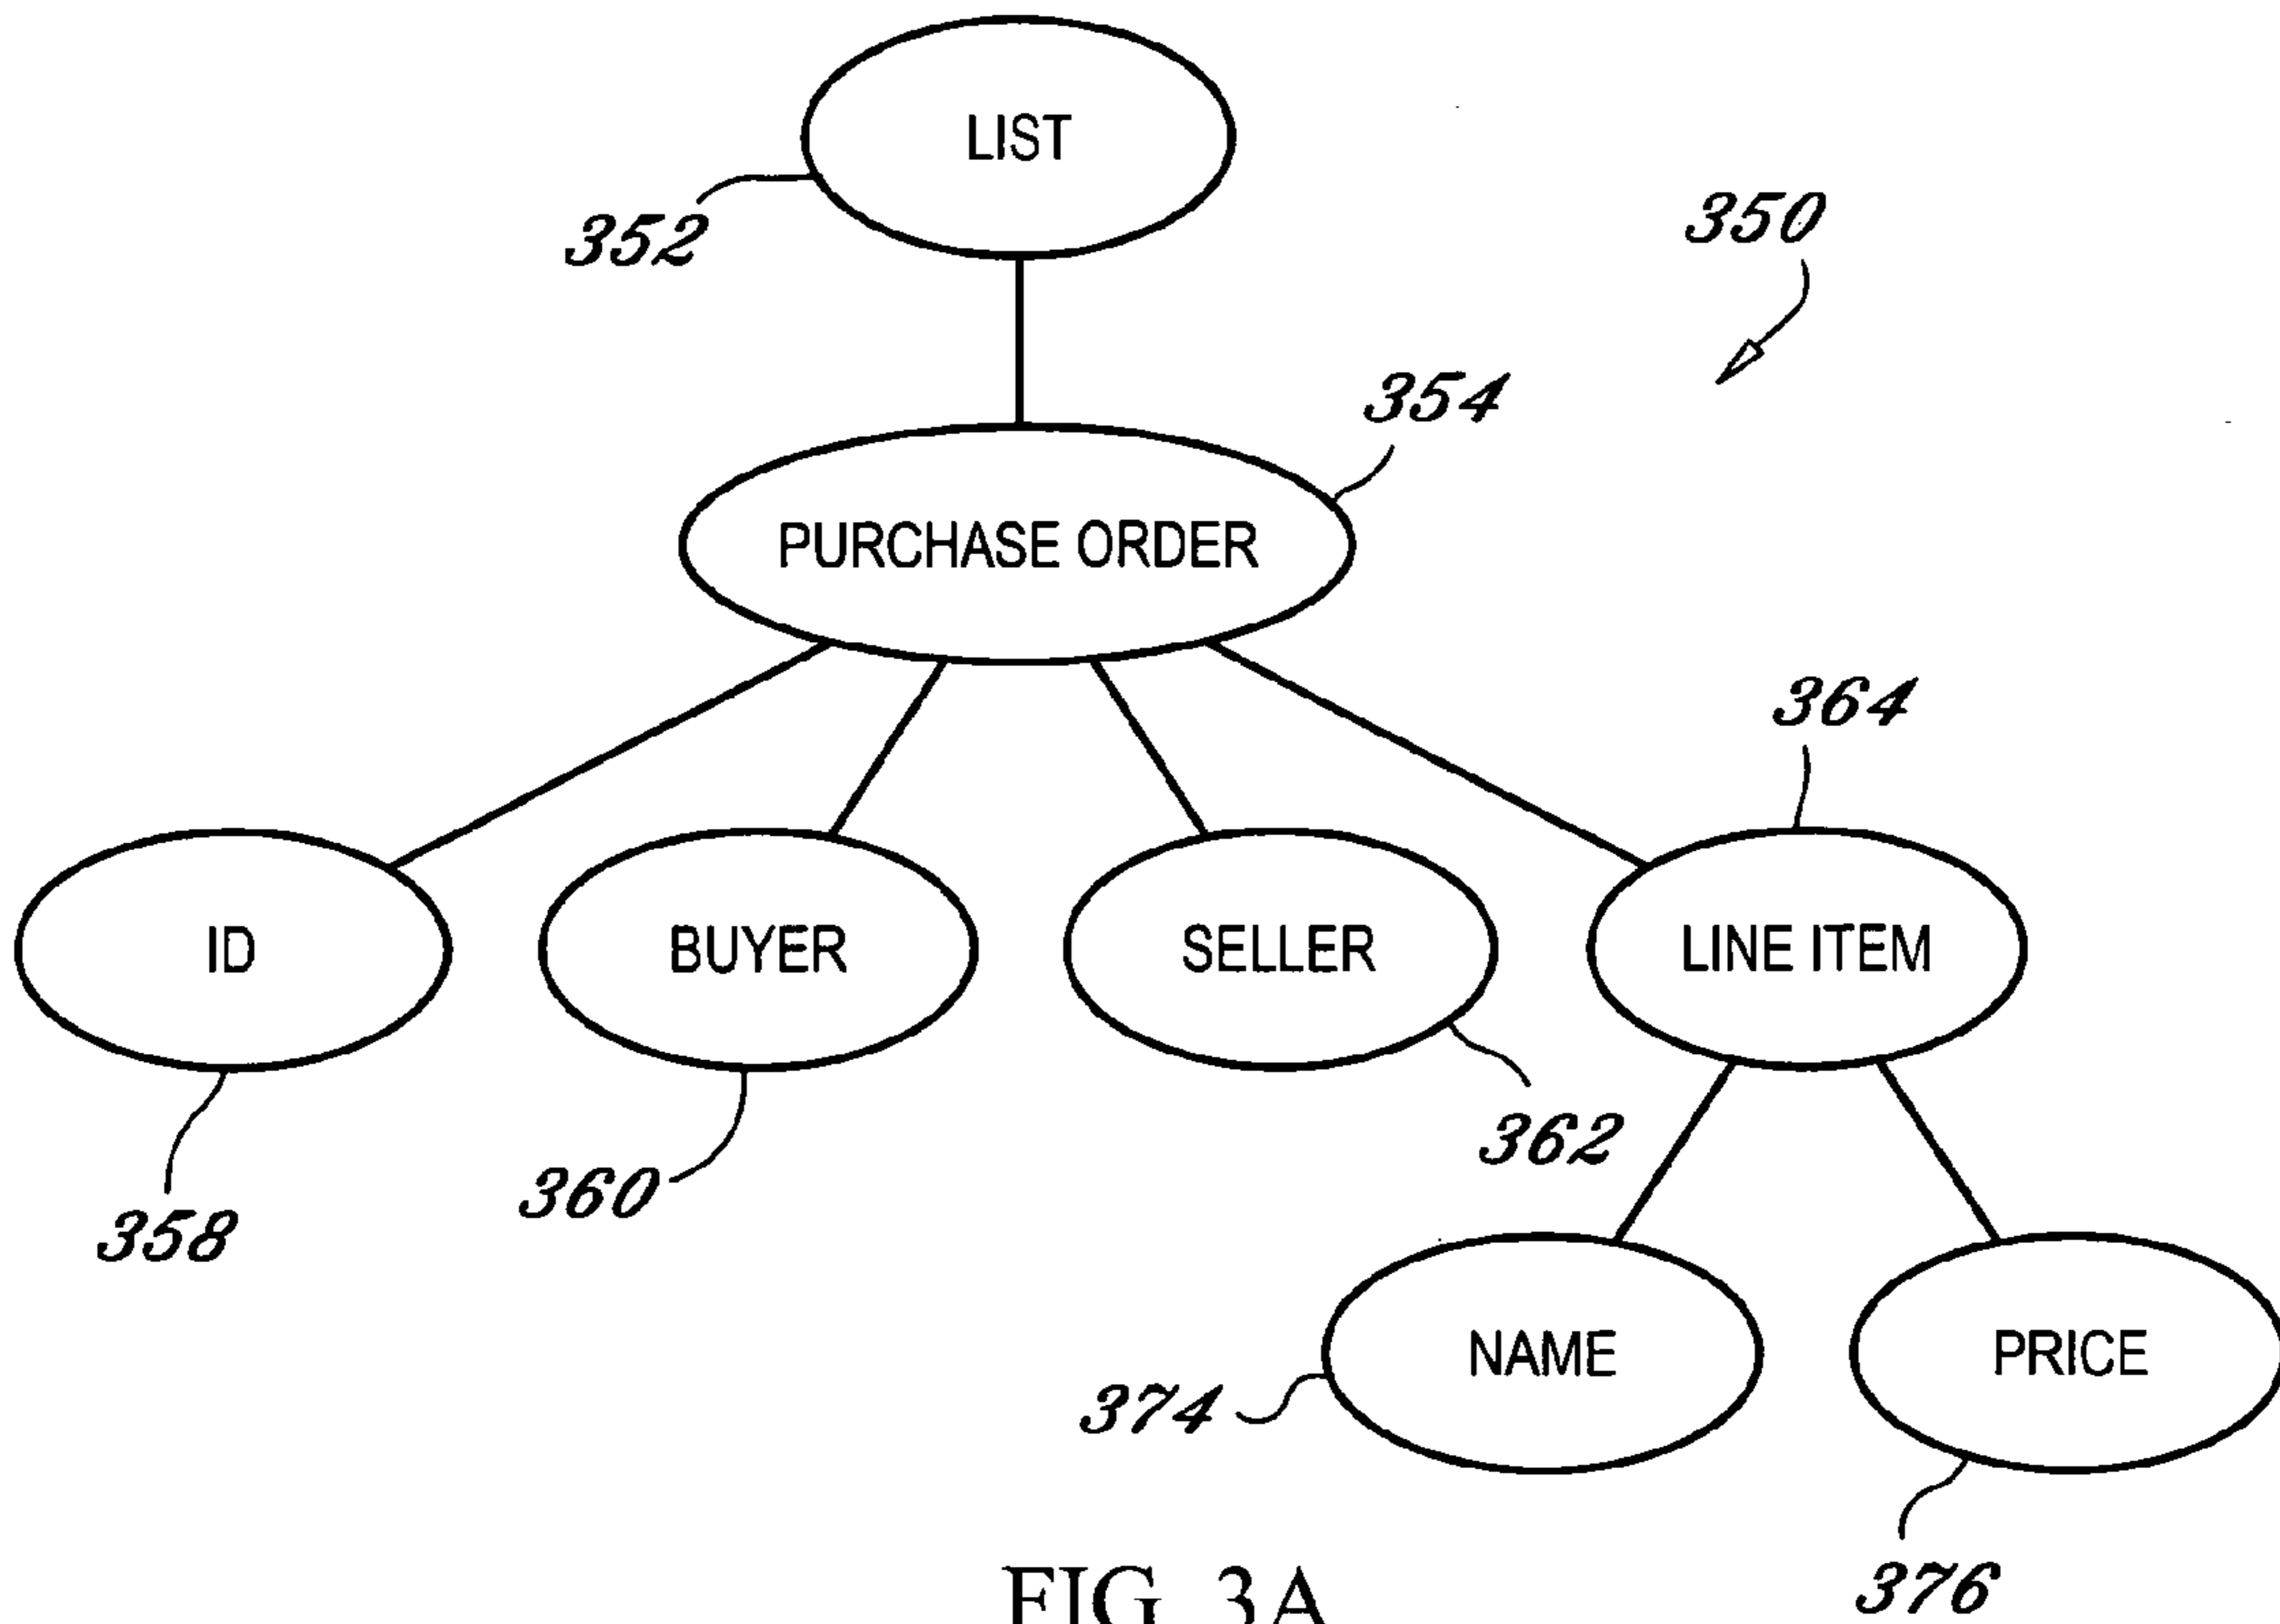 LIST
352
350
354
PURCHASE ORDER
364
ID
BUYER
SELLER
LINE ITEM
362
360
358
NAME
PRICE
374
376
FIG. 3A